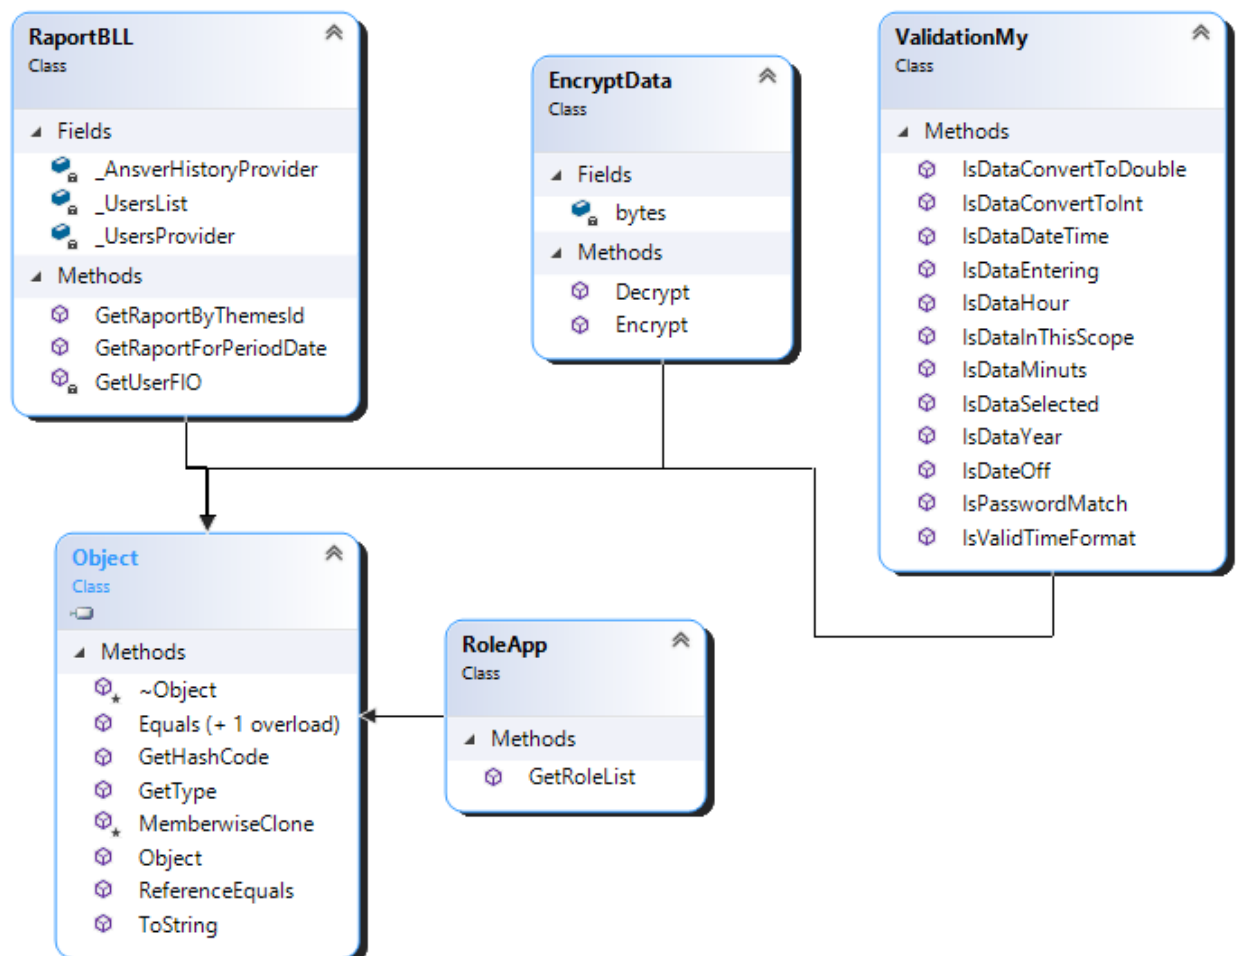 RaportBLL
Class
Fields
_AnsverHistoryProvider
_UsersList
_UsersProvider
Methods
GetRaportByThemesId
GetRaportForPeriodDate
GetUserFIO
EncryptData
Class
Fields
bytes
Methods
Decrypt
Encrypt
ValidationMy
Class
Methods
IsDataConvertToDouble
IsDataConvertToInt
IsDataDateTime
IsDataEntering
IsDataHour
IsDataInThisScope
IsDataMinuts
IsDataSelected
IsDataYear
IsDateOff
IsPasswordMatch
IsValidTimeFormat
Object
Class
Methods
~Object
Equals (+ 1 overload)
GetHashCode
GetType
MemberwiseClone
Object
ReferenceEquals
ToString
RoleApp
Class
Methods
GetRoleList